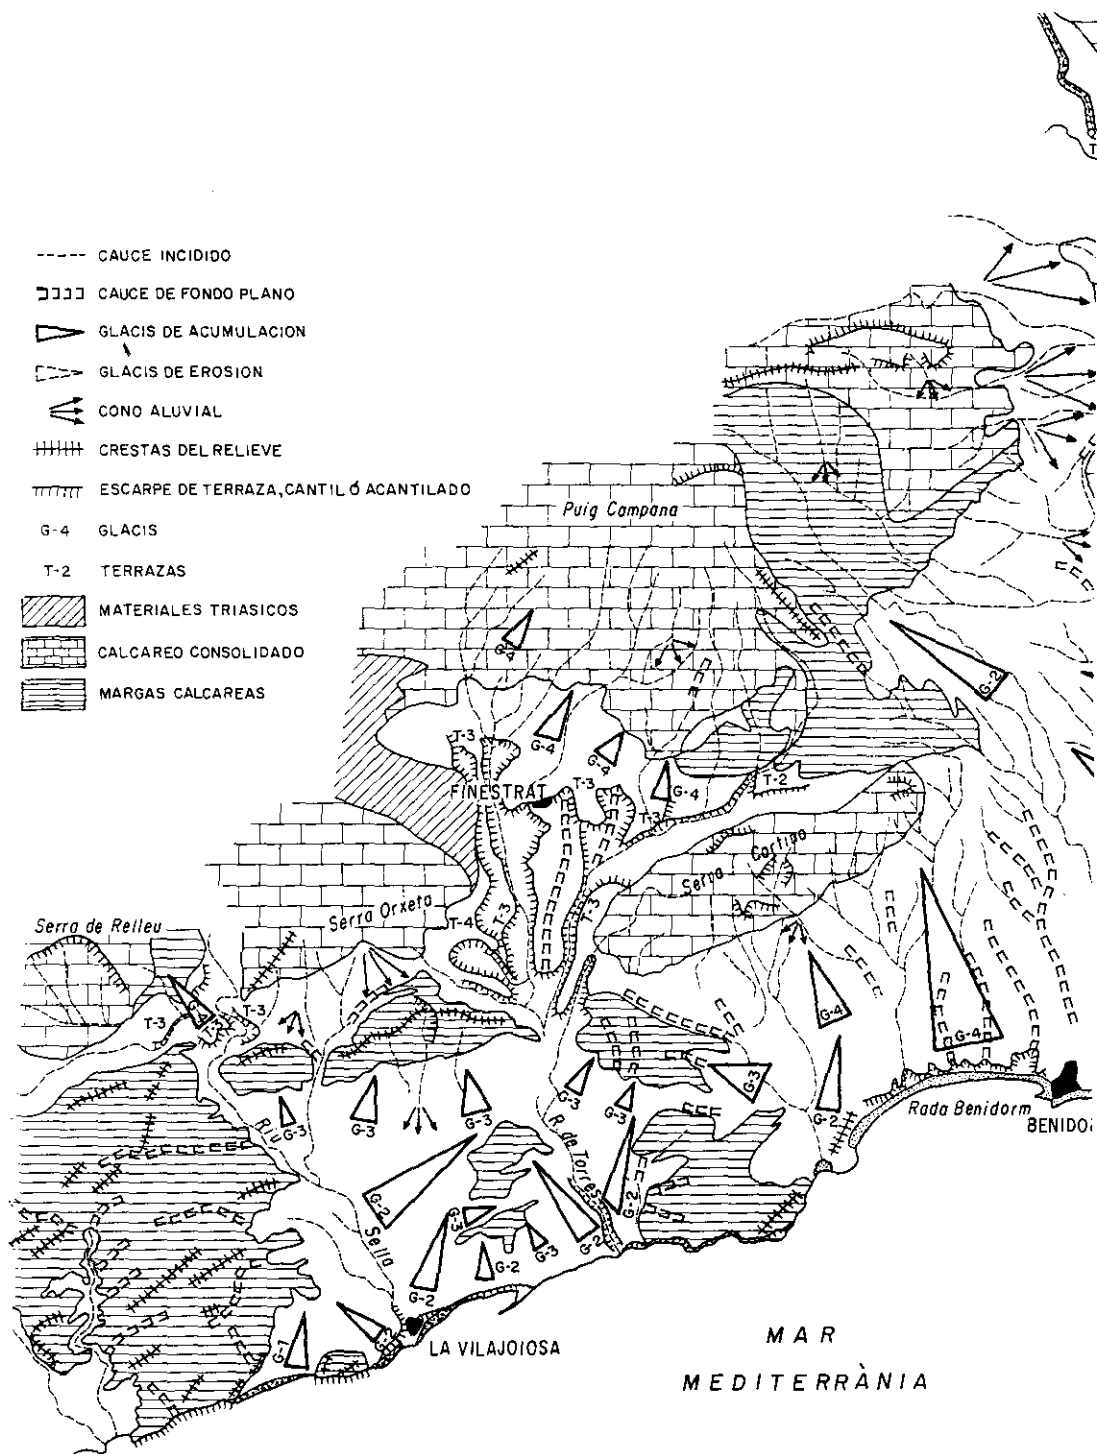 CAUCE INCIDIDO
CAUCE DE FONDO PLANO
GLACIS DE ACUMULACION
GLACIS DE EROSION
CONO ALUVIAL
CRESTAS DEL RELIEVE
ESCARPE DE TERRAZA, CANTIL Ó ACANTILADO
G-4 GLACIS
T-2 TERRAZAS
MATERIALES TRIASICOS
CALCAREO CONSOLIDADO
MARGAS CALCAREAS
T
Puig Campana
G-4
G-2
T-3
G-4
G-4
FINESTRAT
T-3
G-4
T-2
T-3
Serra Cortina
Serra Orxeta
T-3
T-3
T-4
Serra de Relleu
T-3
T-3
G-4
G-4
G-3
G-3
G-3
G-3
G-3
G-3
G-2
Rada Benidorm
BENIDO
Riu
Sella
R. de Torres
G-2
G-3
G-3
G-2
G-2
G-2
G-2
G-2
G-1
LA VILAJOIOSA
MAR
MEDITERRÀNIA